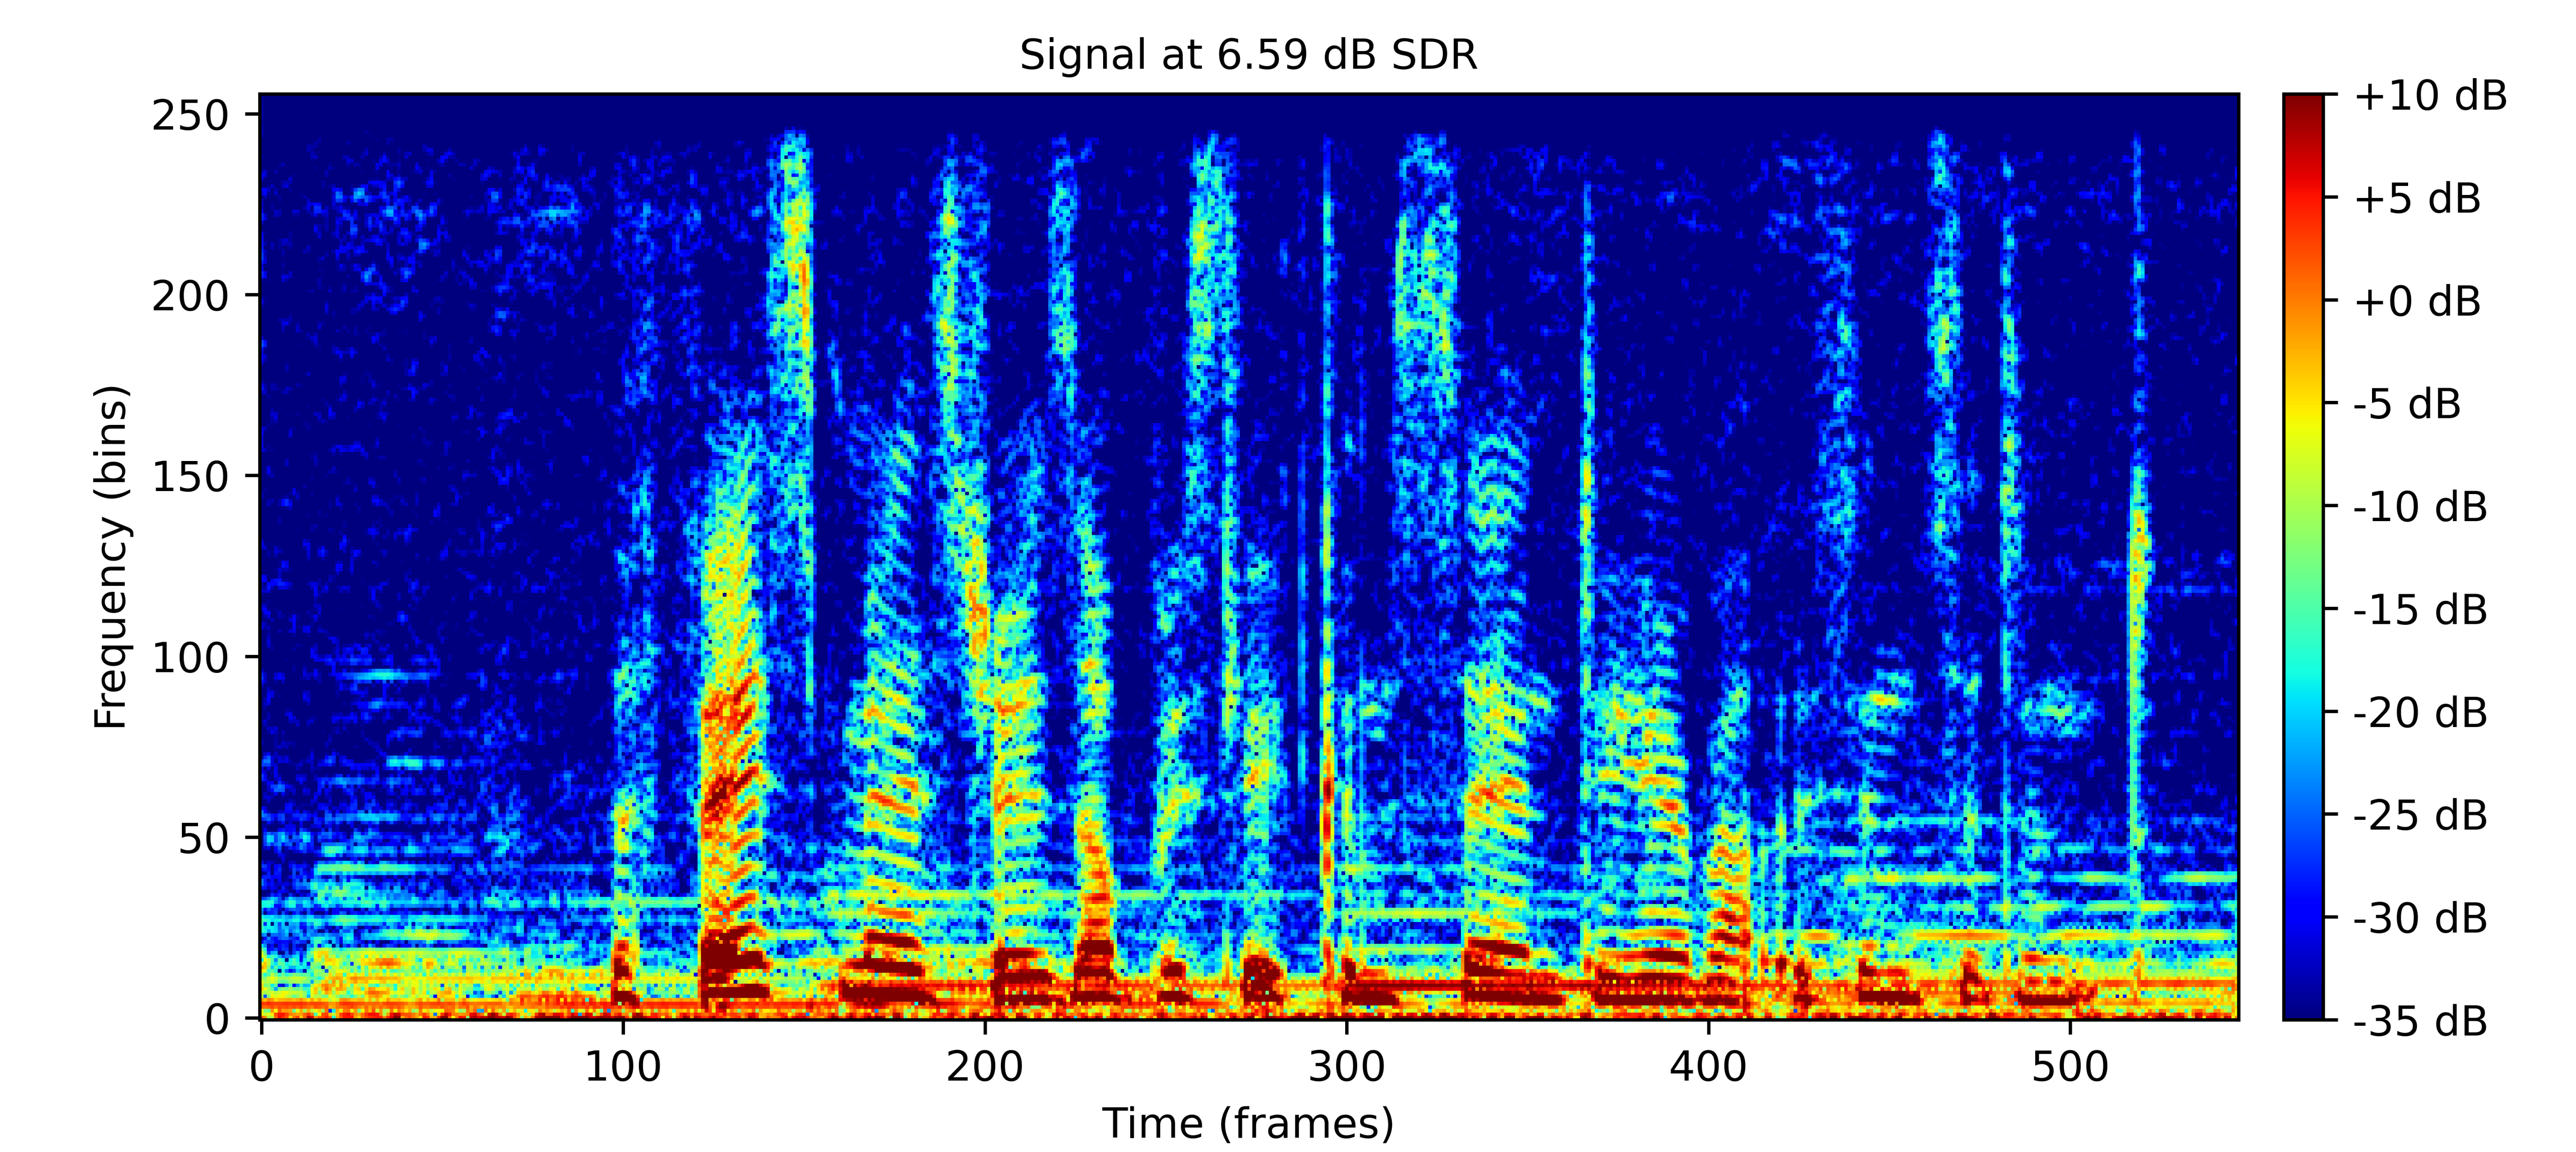 Signal at 6.59 dB SDR
250
200
150
100
50
0
Frequency (bins)
0 100 200 300 400 500
Time (frames)
+10 dB
+5 dB
+0 dB
-5 dB
-10 dB
-15 dB
-20 dB
-25 dB
-30 dB
-35 dB